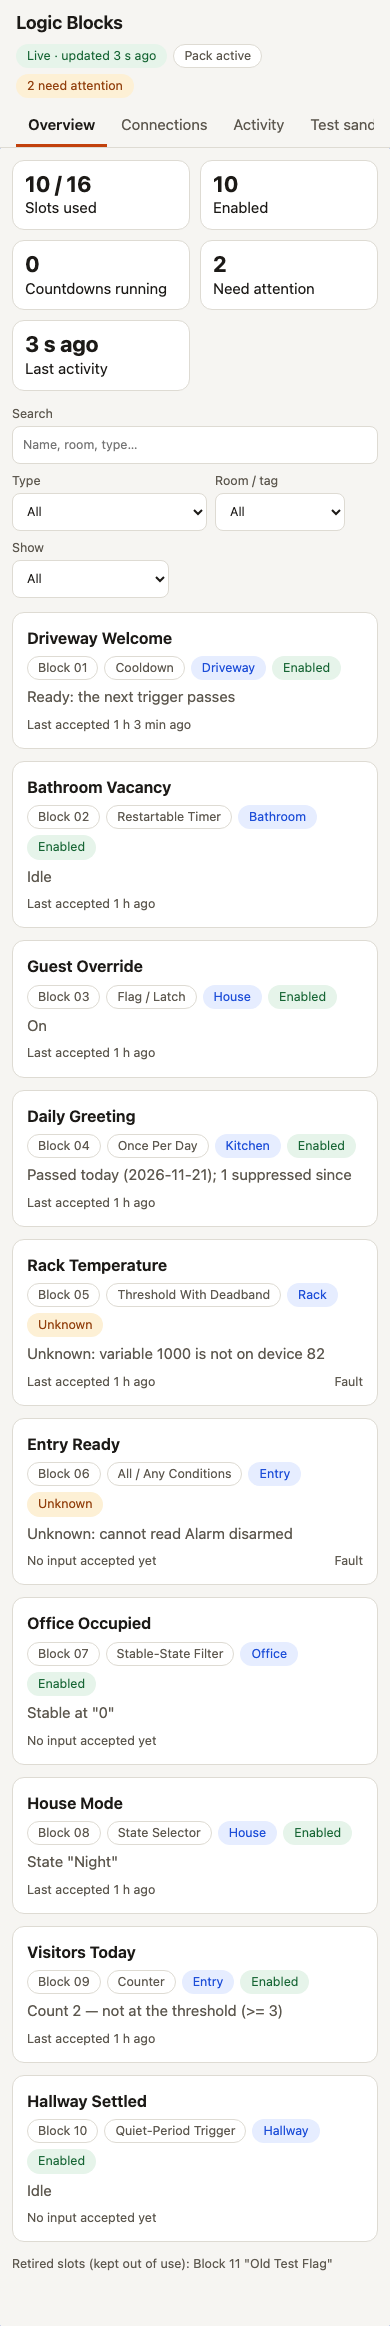 Logic Blocks
Live · updated 3 s ago Pack active
2 need attention
Overview Connections Activity Test sand
10 / 16 10
Slots used Enabled
0 2
Countdowns running Need attention
3 s ago
Last activity
Search
Name, room, type...
Type Room / tag
All All
Show
All
Driveway Welcome
Block 01 Cooldown Driveway Enabled
Ready: the next trigger passes
Last accepted 1 h 3 min ago
Bathroom Vacancy
Block 02 Restartable Timer Bathroom
Enabled
Idle
Last accepted 1 h ago
Guest Override
Block 03 Flag / Latch House Enabled
On
Last accepted 1 h ago
Daily Greeting
Block 04 Once Per Day Kitchen Enabled
Passed today (2026-11-21); 1 suppressed since
Last accepted 1 h ago
Rack Temperature
Block 05 Threshold With Deadband Rack
Unknown
Unknown: variable 1000 is not on device 82
Last accepted 1 h ago Fault
Entry Ready
Block 06 All / Any Conditions Entry
Unknown
Unknown: cannot read Alarm disarmed
No input accepted yet Fault
Office Occupied
Block 07 Stable-State Filter Office
Enabled
Stable at "0"
No input accepted yet
House Mode
Block 08 State Selector House Enabled
State "Night"
Last accepted 1 h ago
Visitors Today
Block 09 Counter Entry Enabled
Count 2 — not at the threshold (>= 3)
Last accepted 1 h ago
Hallway Settled
Block 10 Quiet-Period Trigger Hallway
Enabled
Idle
No input accepted yet
Retired slots (kept out of use): Block 11 "Old Test Flag"